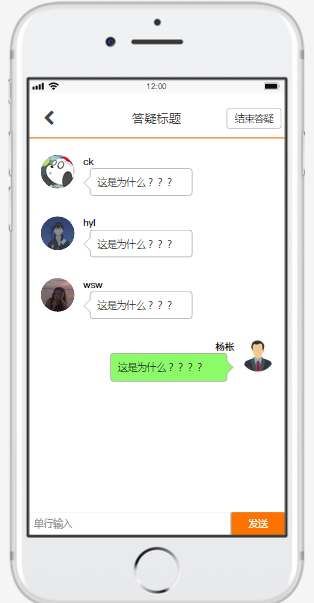 12:00
答疑标题
结束答疑
ck
这是为什么？？？
hyl
这是为什么？？？
wsw
这是为什么？？？
杨枨
这是为什么？？？？
单行输入
发送